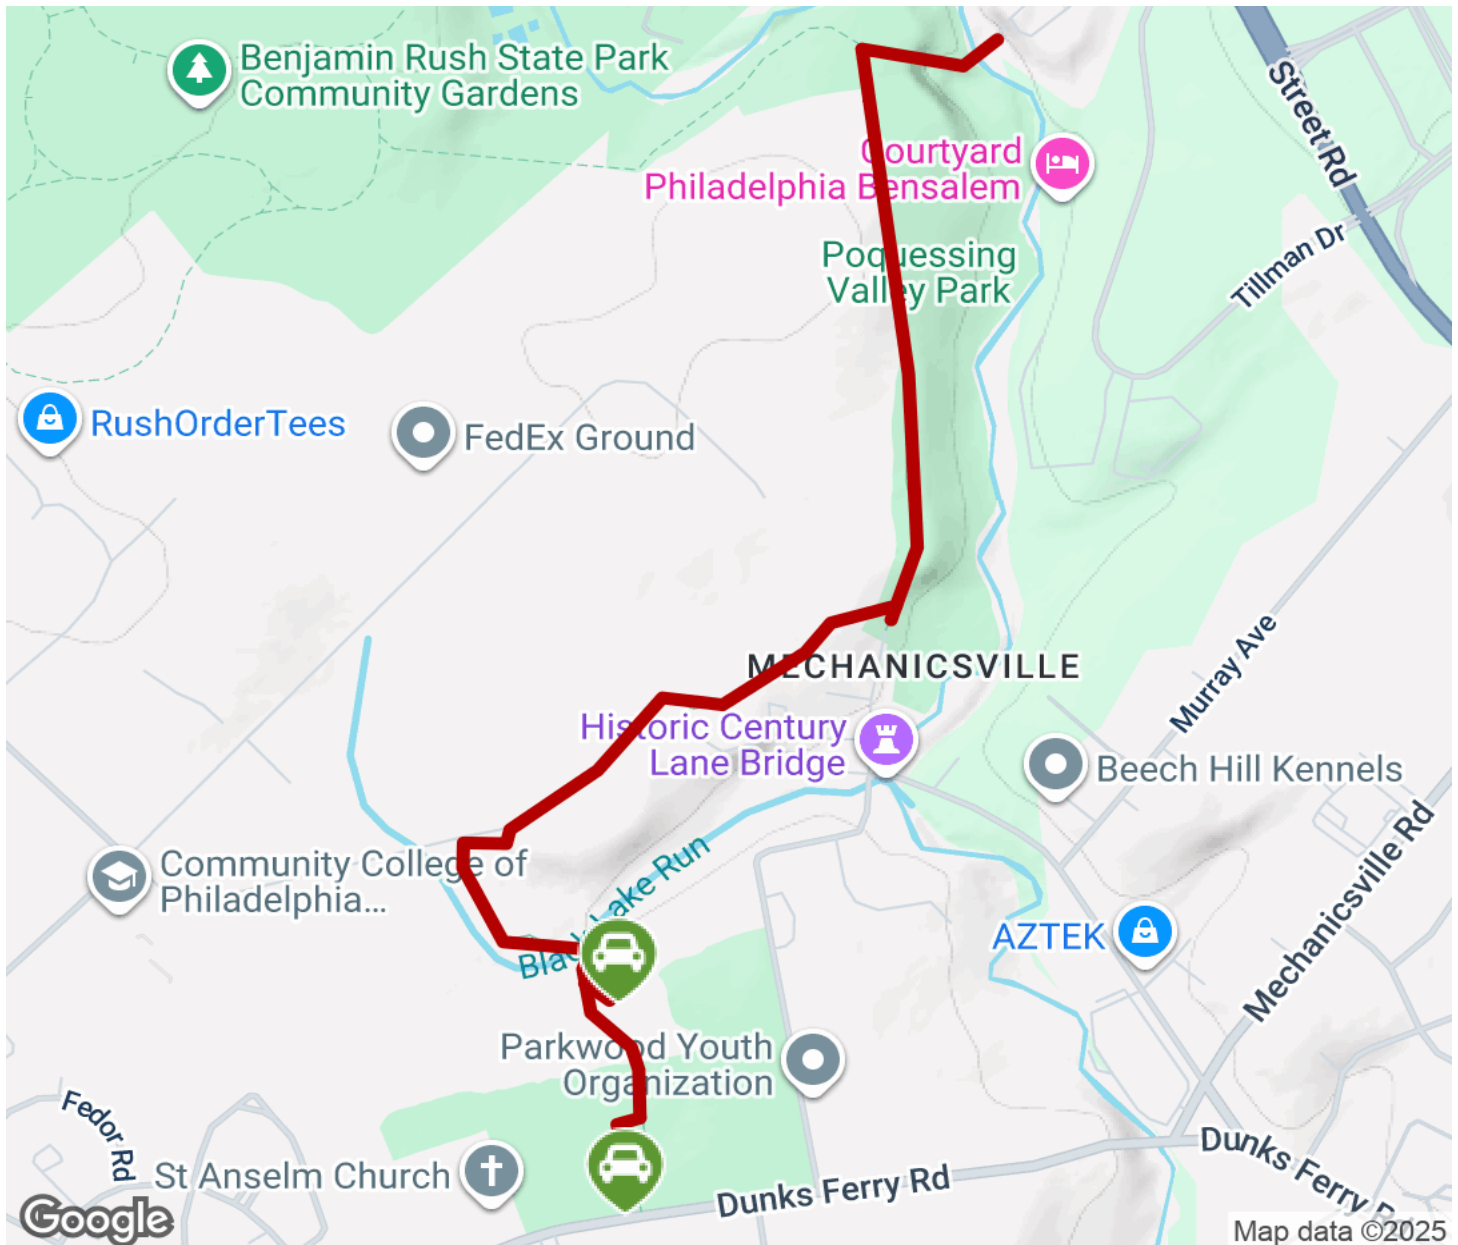 Benjamin Rush State Park
Community Gardens
Street Rd
Courtyard
Philadelphia Bensalem
Tillman Dr
Poquessing
Valley Park
RushOrderTees
FedEx Ground
MECHANICSVILLE
Murray Ave
Historic Century
Lane Bridge
Beech Hill Kennels
Mechanicsville Rd
Community College of
Philadelphia...
Lake Run
AZTEK
Parkwood Youth
Organization
Fedor Rd
St Anselm Church
Dunks Ferry Rd
Dunks Ferry
Google
Map data ©2025